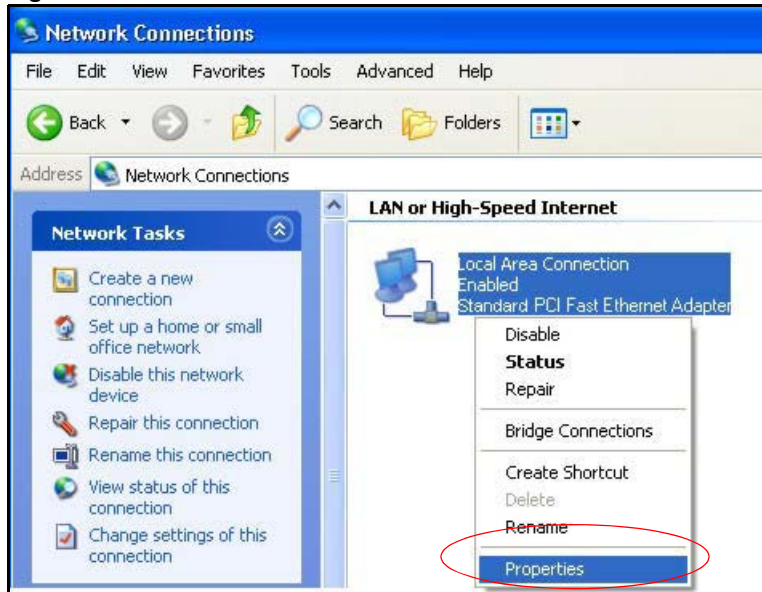 Network Connections
File Edit View Favorites Tools Advanced Help
Back Search Folders
Address Network Connections
Network Tasks
Create a new
connection
Set up a home or small
office network
Disable this network
device
Repair this connection
Rename this connection
View status of this
connection
Change settings of this
connection
LAN or High-Speed Internet
Local Area Connection
Enabled
Standard PCI Fast Ethernet Adapter
Disable
Status
Repair
Bridge Connections
Create Shortcut
Delete
Rename
Properties